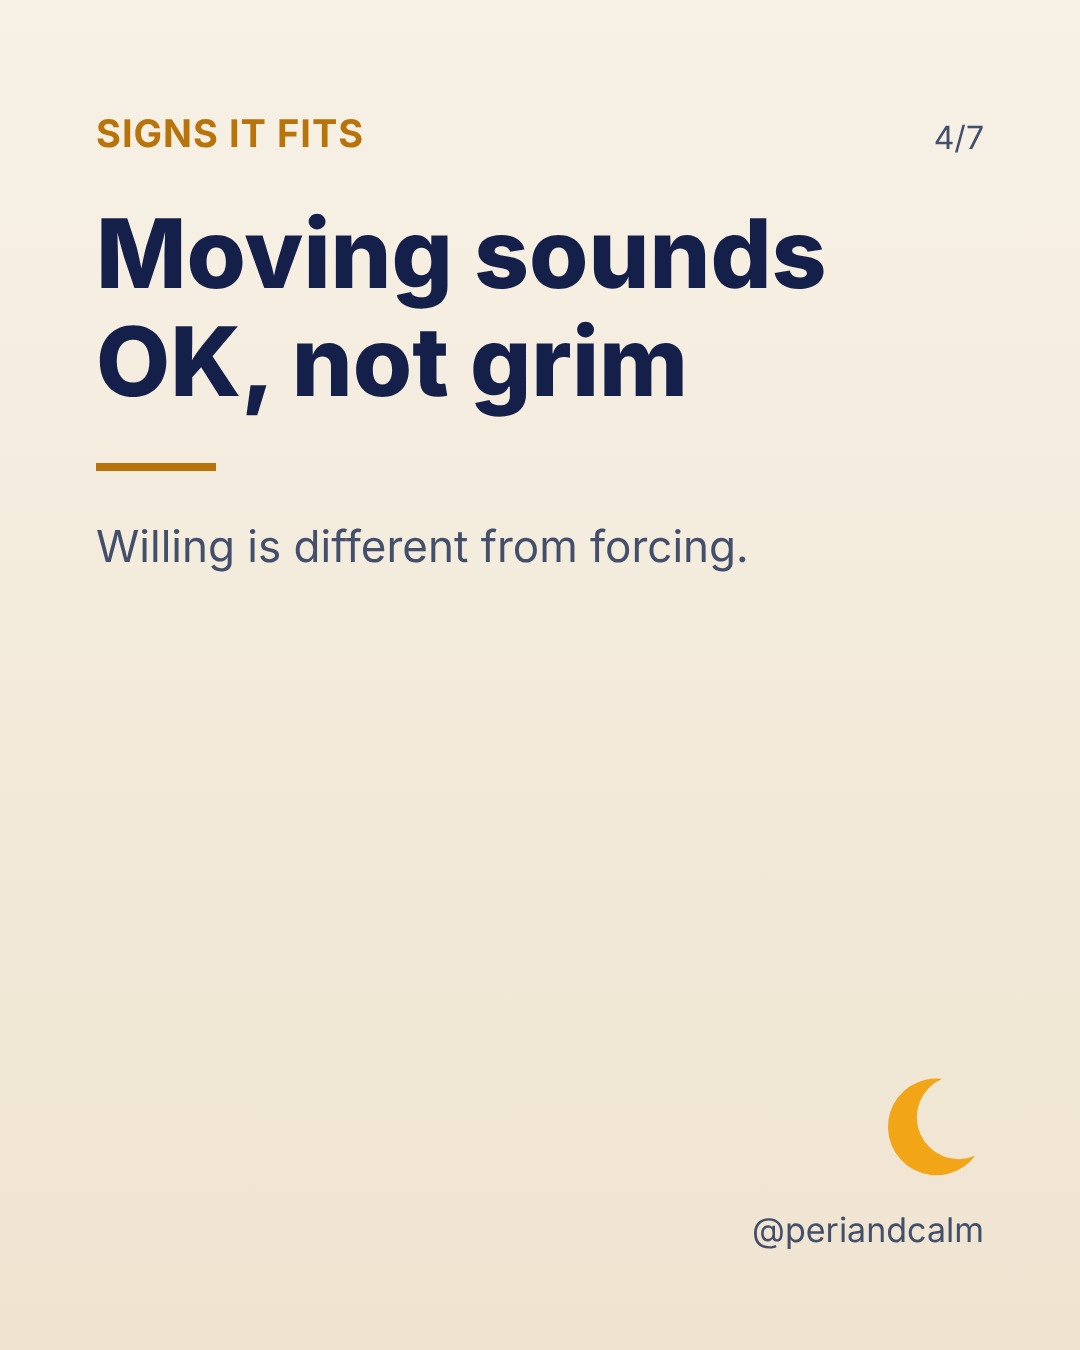 SIGNS IT FITS
4/7
Moving sounds
OK, not grim
Willing is different from forcing.
@periandcalm